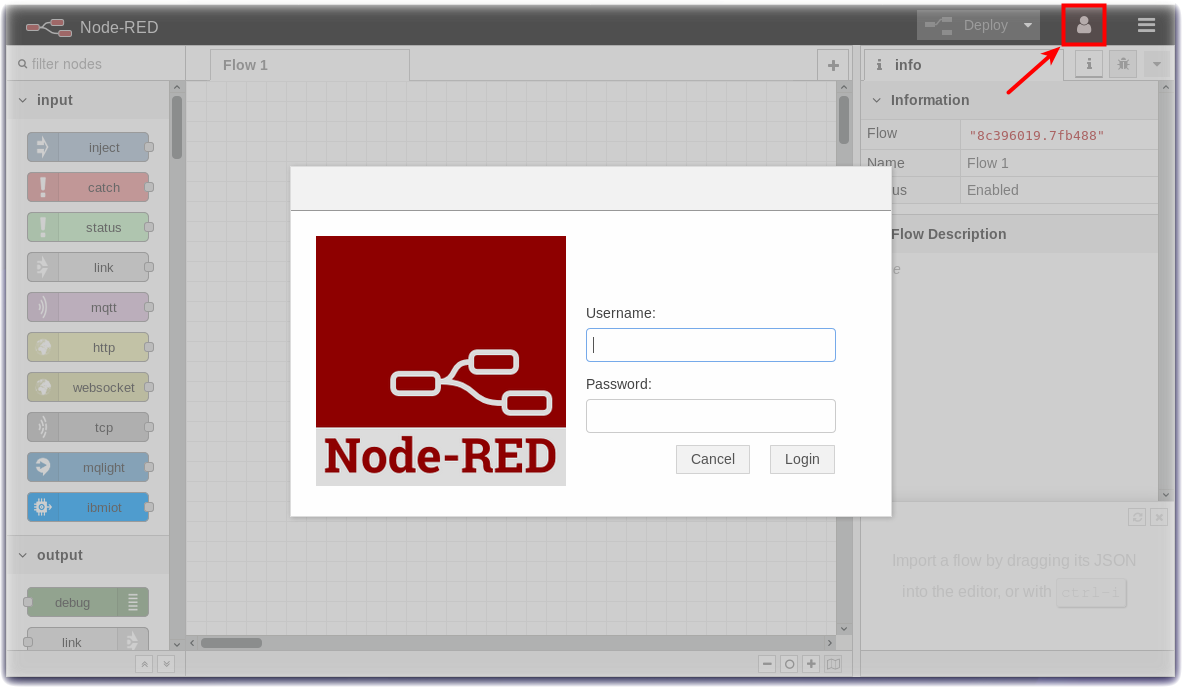 Node-RED
Deploy
filter nodes
Flow 1
info
input
inject
catch
status
link
mqtt
http
websocket
tcp
mqlight
ibmiot
output
debug
link
Username:
Password:
Cancel
Login
Node-RED
Information
Flow "8c396019.7fb488"
Name Flow 1
us Enabled
Flow Description
e
Import a flow by dragging its JSON
into the editor, or with ctrl-i